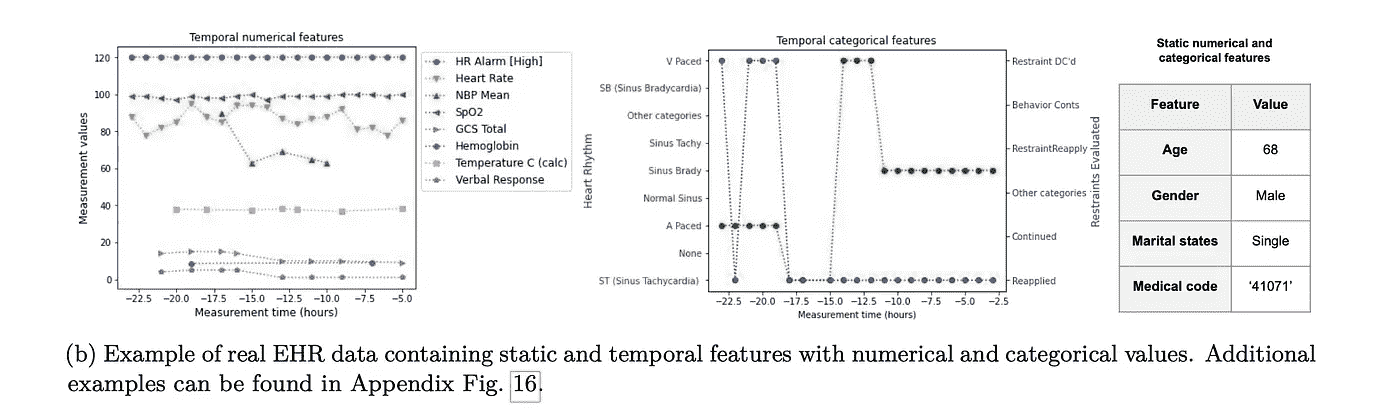 Temporal numerical features
Measurement values
120
100
80
60
40
20
0
−22.5 −20.0 −17.5 −15.0 −12.5 −10.0 −7.5 −5.0
Measurement time (hours)
HR Alarm [High]
Heart Rate
NBP Mean
SpO2
GCS Total
Hemoglobin
Temperature C (calc)
Verbal Response
Temporal categorical features
Heart Rhythm
V Paced
SB (Sinus Bradycardia)
Other categories
Sinus Tachy
Sinus Brady
Normal Sinus
A Paced
None
ST (Sinus Tachycardia)
−22.5 −20.0 −17.5 −15.0 −12.5 −10.0 −7.5 −5.0 −2.5
Measurement time (hours)
Restraint DC'd
Behavior Conts
RestraintReapply
Other categories
Continued
Reapplied
Restraints Evaluated
Static numerical and
categorical features
Feature Value
Age 68
Gender Male
Marital states Single
Medical code ‘41071’
(b) Example of real EHR data containing static and temporal features with numerical and categorical values. Additional
examples can be found in Appendix Fig. 16.